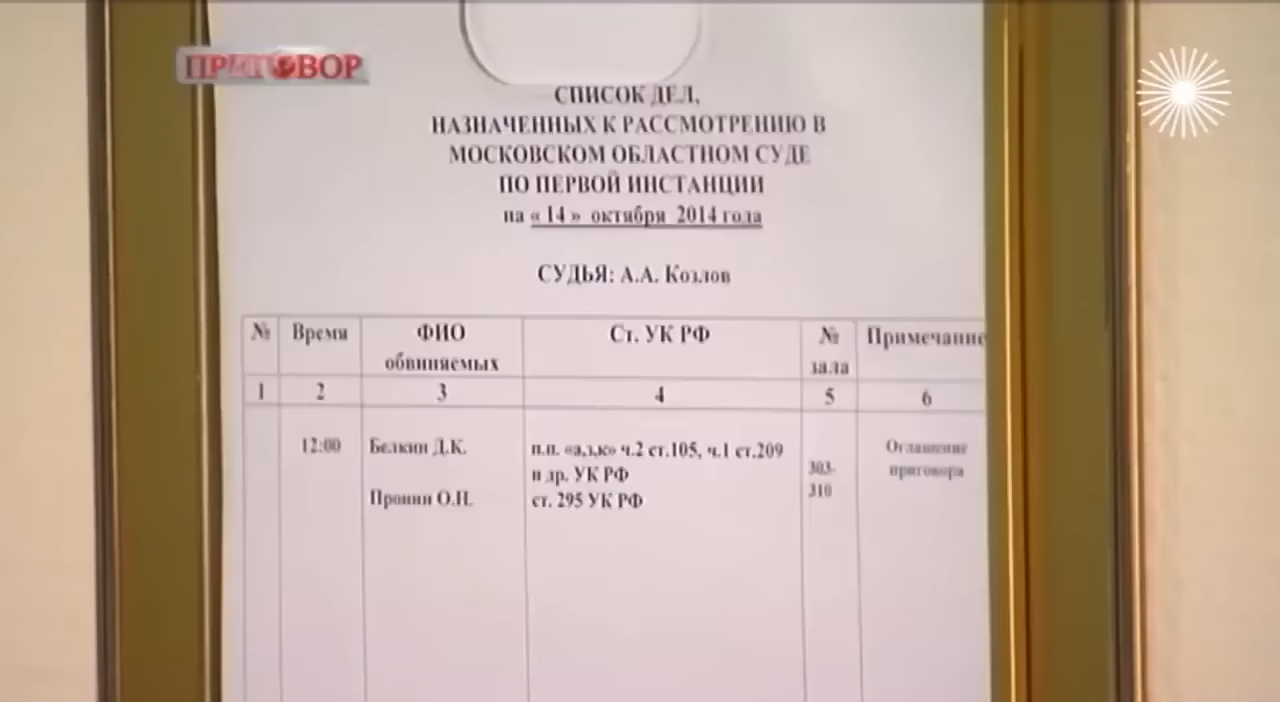 ПРИГОВОР
СПИСОК ДЕЛ,
НАЗНАЧЕННЫХ К РАССМОТРЕНИЮ В
МОСКОВСКОМ ОБЛАСТНОМ СУДЕ
ПО ПЕРВОЙ ИНСТАНЦИИ
на « 14 » октября 2014 года
СУДЬЯ: А.А. Козлов
№ Время ФИО обвиняемых Ст. УК РФ № зала Примечание
1 2 3 4 5 6
12:00 Белкин Д.К. п.п. «а,з,к» ч.2 ст.105, ч.1 ст.209 Оглашение
и др. УК РФ 303- приговора
Пронин О.Н. ст. 295 УК РФ 310